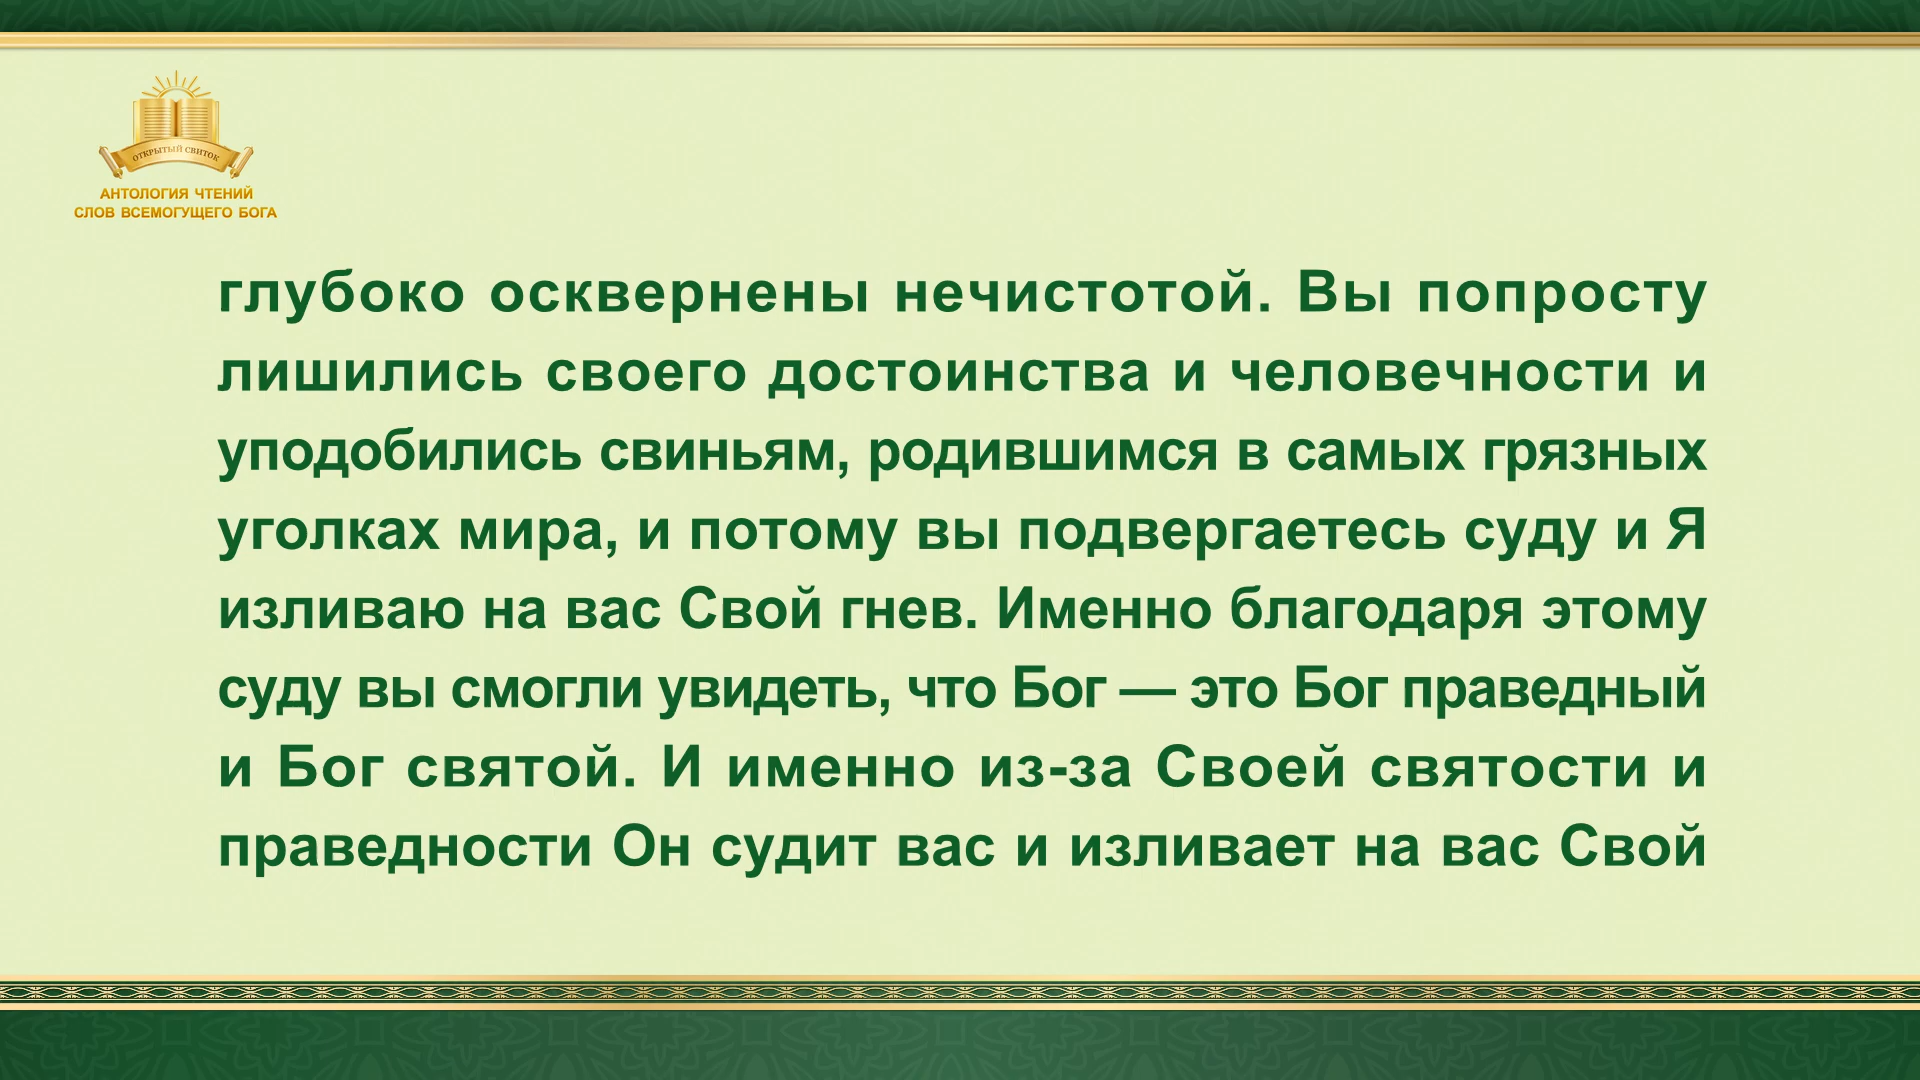 ОТКРЫТЫЙ СВИТОК
АНТОЛОГИЯ ЧТЕНИЙ
СЛОВ ВСЕМОГУЩЕГО БОГА
глубоко осквернены нечистотой. Вы попросту
лишились своего достоинства и человечности и
уподобились свиньям, родившимся в самых грязных
уголках мира, и потому вы подвергаетесь суду и Я
изливаю на вас Свой гнев. Именно благодаря этому
суду вы смогли увидеть, что Бог — это Бог праведный
и Бог святой. И именно из-за Своей святости и
праведности Он судит вас и изливает на вас Свой